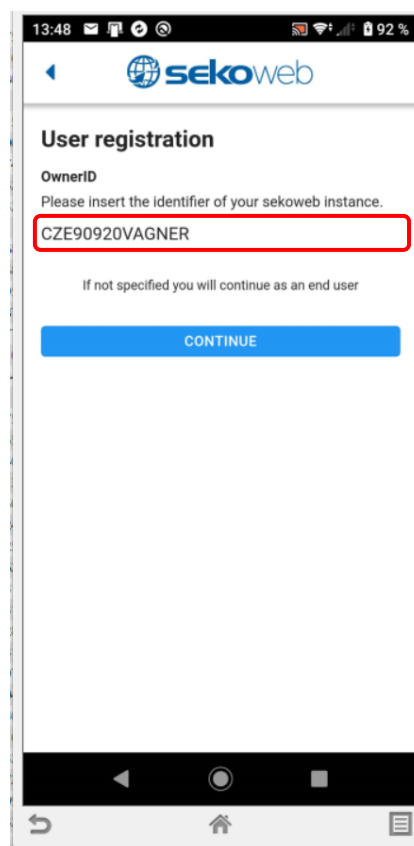 13:48 92 %
sekoweb
User registration
OwnerID
Please insert the identifier of your sekoweb instance.
CZE90920VAGNER
If not specified you will continue as an end user
CONTINUE